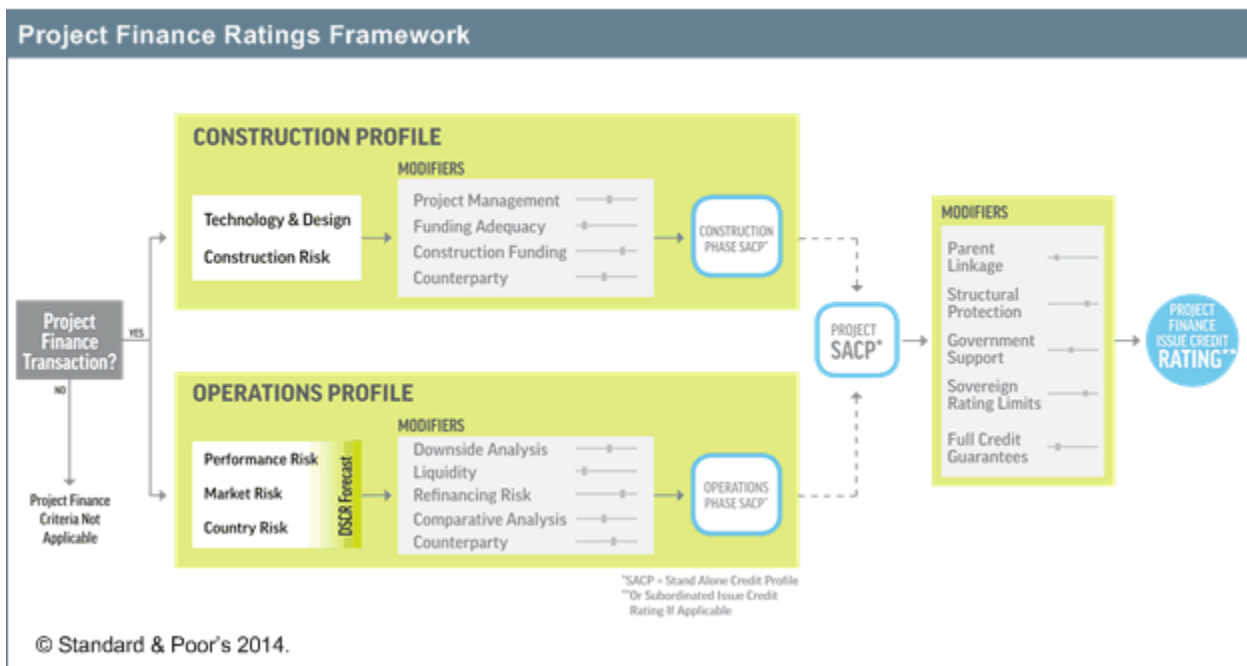 Project Finance Ratings Framework
CONSTRUCTION PROFILE
MODIFIERS
Technology & Design
Construction Risk
Project Management
Funding Adequacy
Construction Funding
Counterparty
CONSTRUCTION
PHASE SACP*
Project
Finance
Transaction?
YES
NO
Project Finance
Criteria Not
Applicable
OPERATIONS PROFILE
MODIFIERS
Performance Risk
Market Risk
Country Risk
DSCR Forecast
Downside Analysis
Liquidity
Refinancing Risk
Comparative Analysis
Counterparty
OPERATIONS
PHASE SACP*
PROJECT
SACP*
MODIFIERS
Parent
Linkage
Structural
Protection
Government
Support
Sovereign
Rating Limits
Full Credit
Guarantees
PROJECT
FINANCE
ISSUE CREDIT
RATING**
*SACP = Stand Alone Credit Profile
**Or Subordinated Issue Credit
Rating If Applicable
© Standard & Poor's 2014.